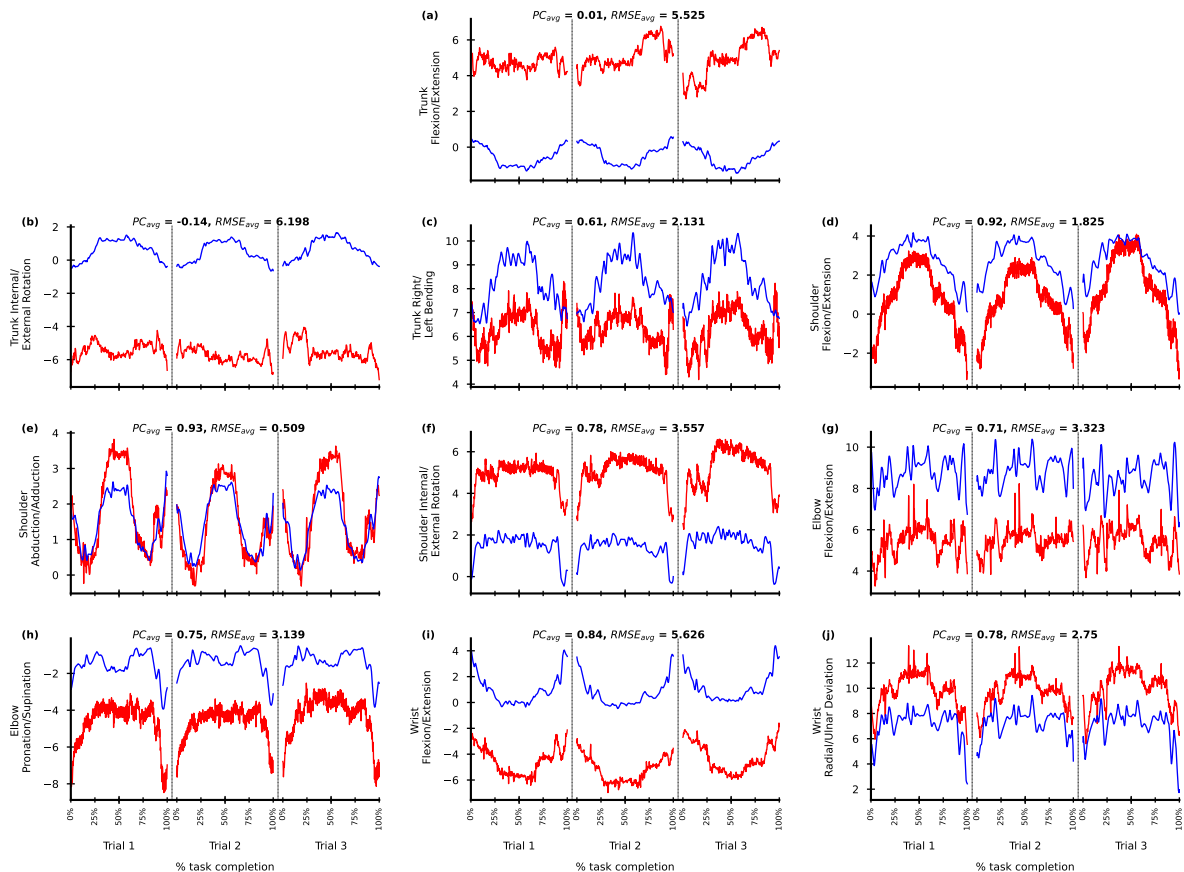 (a) PCavg = 0.01, RMSEavg = 5.525
Trunk
Flexion/Extension
6
4
2
0
(b) PCavg = -0.14, RMSEavg = 6.198
Trunk Internal/
External Rotation
2
0
−2
−4
−6
(c) PCavg = 0.61, RMSEavg = 2.131
Trunk Right/
Left Bending
10
9
8
7
6
5
4
(d) PCavg = 0.92, RMSEavg = 1.825
Shoulder
Flexion/Extension
4
2
0
−2
(e) PCavg = 0.93, RMSEavg = 0.509
Shoulder
Abduction/Adduction
4
3
2
1
0
(f) PCavg = 0.78, RMSEavg = 3.557
Shoulder Internal/
External Rotation
6
4
2
0
(g) PCavg = 0.71, RMSEavg = 3.323
Elbow
Flexion/Extension
10
8
6
4
(h) PCavg = 0.75, RMSEavg = 3.139
Elbow
Pronation/Supination
−2
−4
−6
−8
0% 25% 50% 75% 100% 25% 50% 75% 100% 25% 50% 75% 100%
Trial 1 Trial 2 Trial 3
% task completion
(i) PCavg = 0.84, RMSEavg = 5.626
Wrist
Flexion/Extension
4
2
0
−2
−4
−6
0% 25% 50% 75% 100% 25% 50% 75% 100% 25% 50% 75% 100%
Trial 1 Trial 2 Trial 3
% task completion
(j) PCavg = 0.78, RMSEavg = 2.75
Wrist
Radial/Ulnar Deviation
12
10
8
6
4
2
0% 25% 50% 75% 100% 25% 50% 75% 100% 25% 50% 75% 100%
Trial 1 Trial 2 Trial 3
% task completion